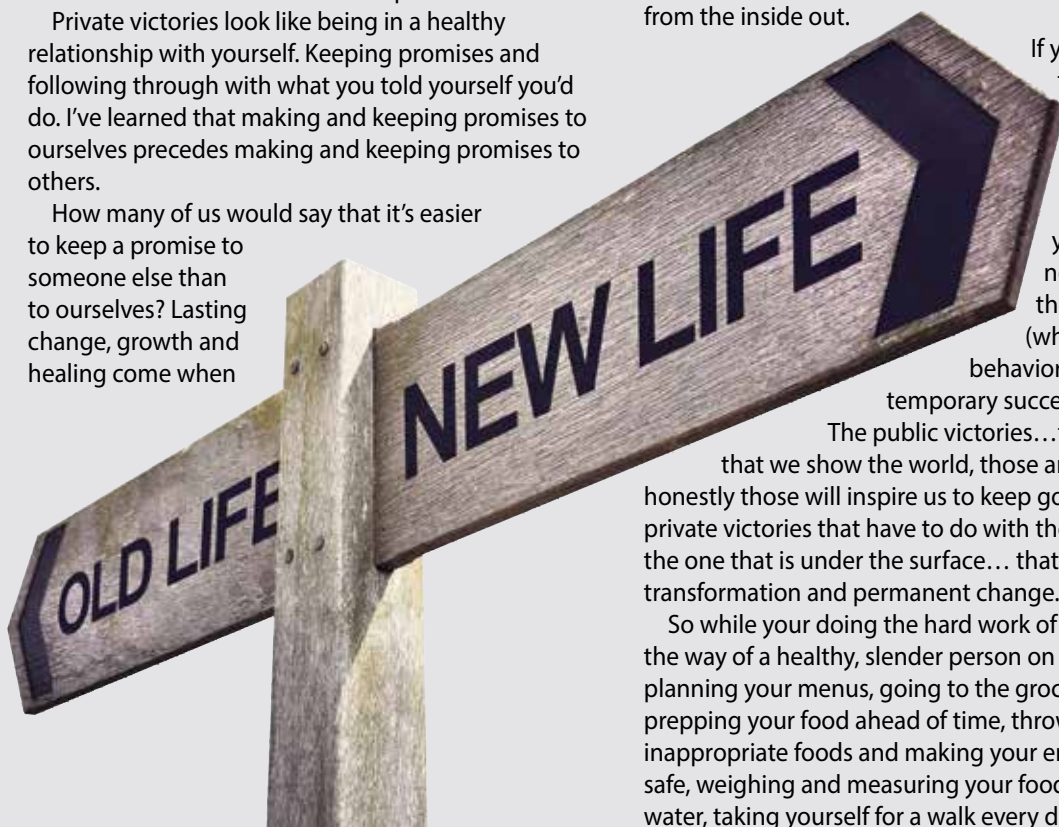 Private victories look like being in a healthy
relationship with yourself. Keeping promises and
following through with what you told yourself you'd
do. I've learned that making and keeping promises to
ourselves precedes making and keeping promises to
others.
How many of us would say that it's easier
to keep a promise to
someone else than
to ourselves? Lasting
change, growth and
healing come when
OLD LIFE
NEW LIFE
from the inside out.
If y
y
th
(wh
behavior
temporary succe
The public victories…
that we show the world, those a
honestly those will inspire us to keep go
private victories that have to do with the
the one that is under the surface… that
transformation and permanent change.
So while your doing the hard work of
the way of a healthy, slender person on
planning your menus, going to the groc
prepping your food ahead of time, throw
inappropriate foods and making your e
safe, weighing and measuring your food
water, taking yourself for a walk every d